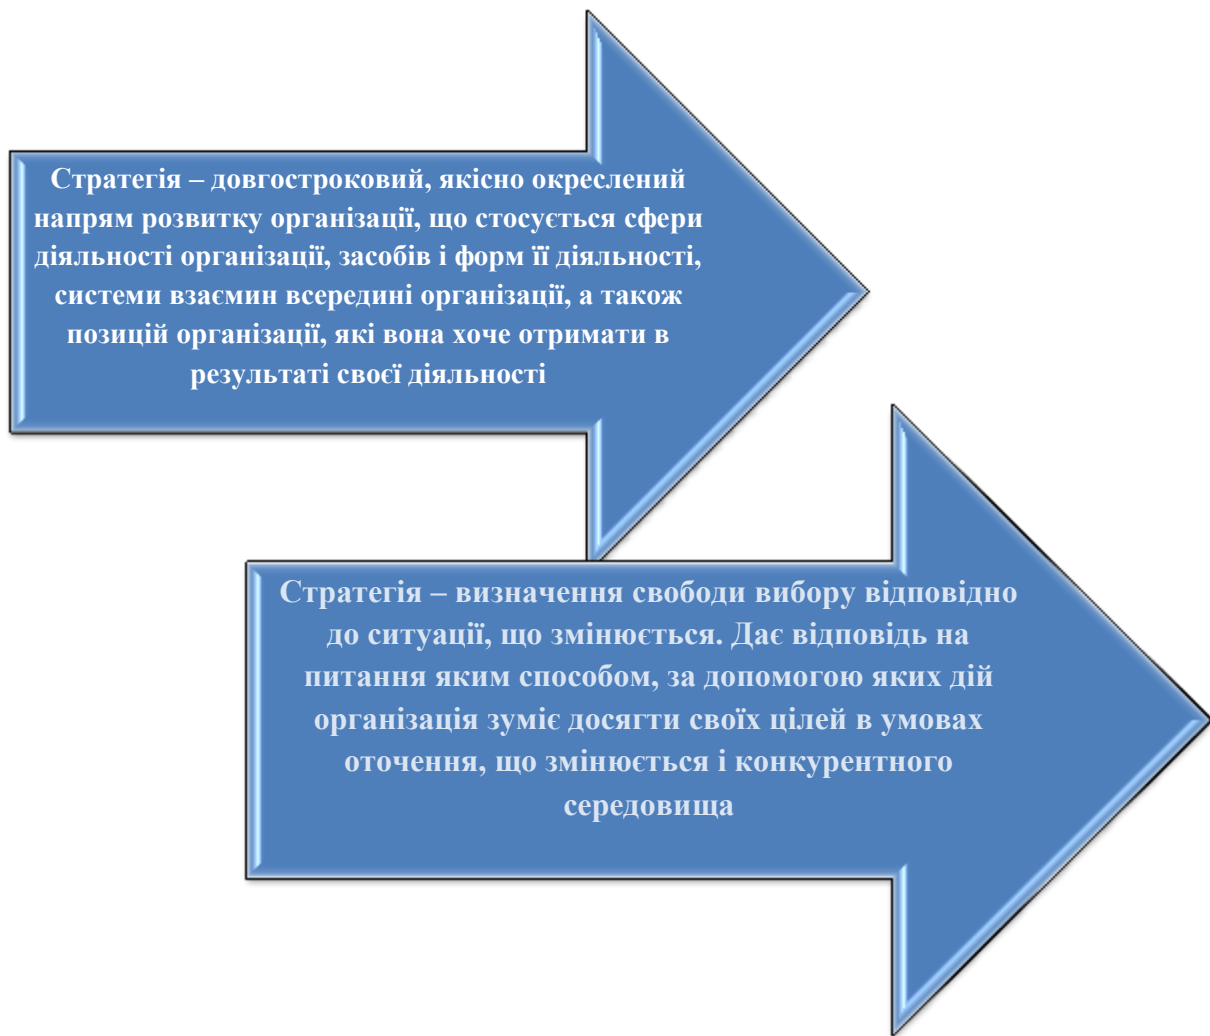 Стратегія – довгостроковий, якісно окреслений
напрям розвитку організації, що стосується сфери
діяльності організації, засобів і форм її діяльності,
системи взаємин всередині організації, а також
позицій організації, які вона хоче отримати в
результаті своєї діяльності
Стратегія – визначення свободи вибору відповідно
до ситуації, що змінюється. Дає відповідь на
питання яким способом, за допомогою яких дій
організація зуміє досягти своїх цілей в умовах
оточення, що змінюється і конкурентного
середовища